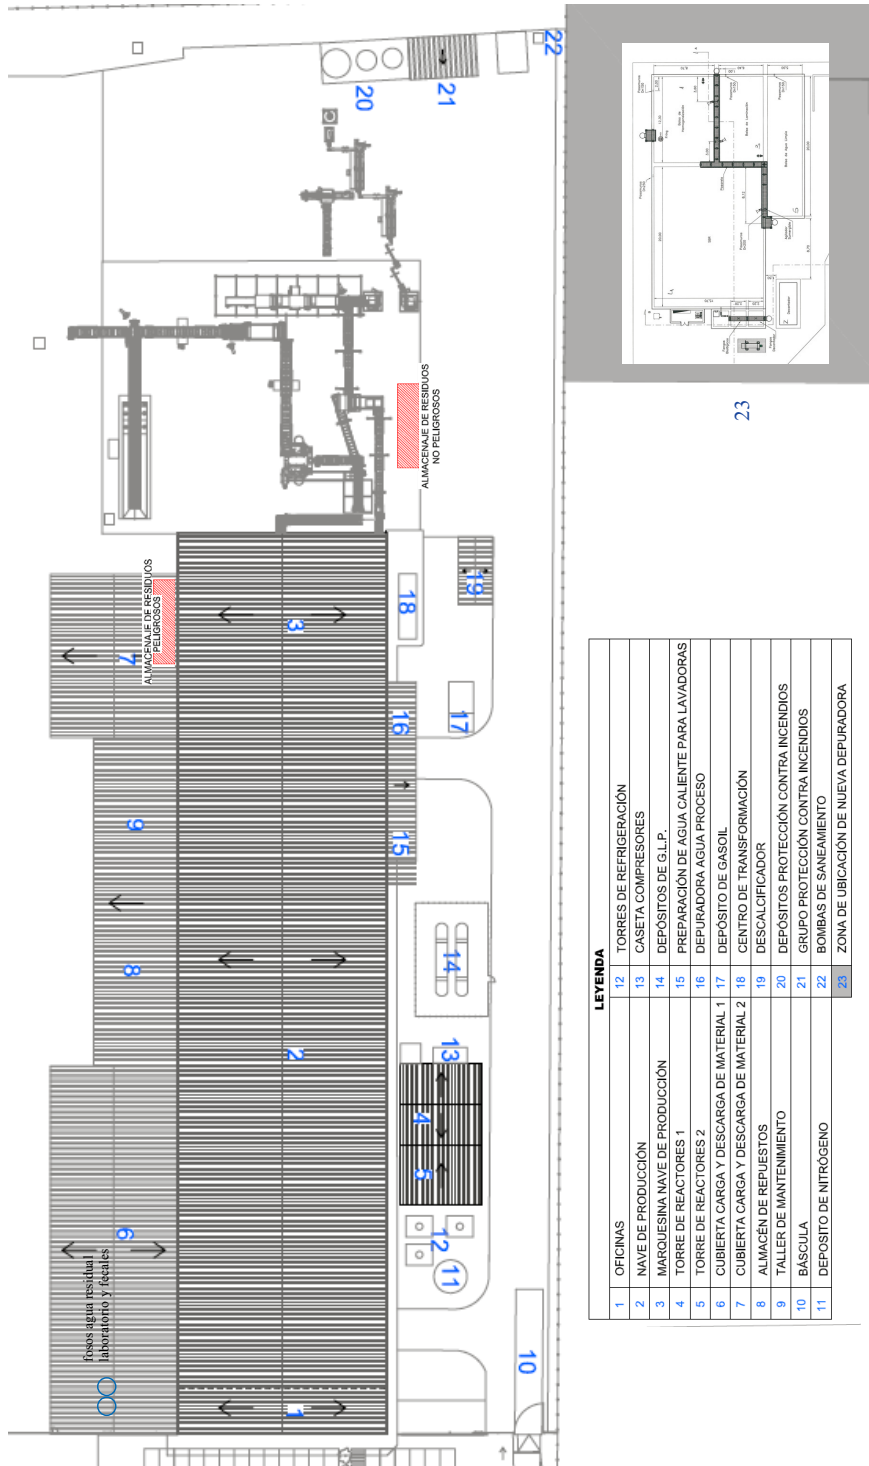 22
21
20
23
ALMACENAJE DE RESIDUOS
NO PELIGROSOS
ALMACENAJE DE RESIDUOS
PELIGROSOS
19
18
3
7
17
16
9
15
14
8
13
2
4
5
12
11
6
fosos agua residual
laboratorio y fecales
10
1
LEYENDA
1 OFICINAS
2 NAVE DE PRODUCCIÓN
3 MARQUESINA NAVE DE PRODUCCIÓN
4 TORRE DE REACTORES 1
5 TORRE DE REACTORES 2
6 CUBIERTA CARGA Y DESCARGA DE MATERIAL 1
7 CUBIERTA CARGA Y DESCARGA DE MATERIAL 2
8 ALMACÉN DE REPUESTOS
9 TALLER DE MANTENIMIENTO
10 BÁSCULA
11 DEPOSITO DE NITRÓGENO
12 TORRES DE REFRIGERACIÓN
13 CASETA COMPRESORES
14 DEPÓSITOS DE G.L.P.
15 PREPARACIÓN DE AGUA CALIENTE PARA LAVADORAS
16 DEPURADORA AGUA PROCESO
17 DEPÓSITO DE GASOIL
18 CENTRO DE TRANSFORMACIÓN
19 DESCALCIFICADOR
20 DEPÓSITOS PROTECCIÓN CONTRA INCENDIOS
21 GRUPO PROTECCIÓN CONTRA INCENDIOS
22 BOMBAS DE SANEAMIENTO
23 ZONA DE UBICACIÓN DE NUEVA DEPURADORA